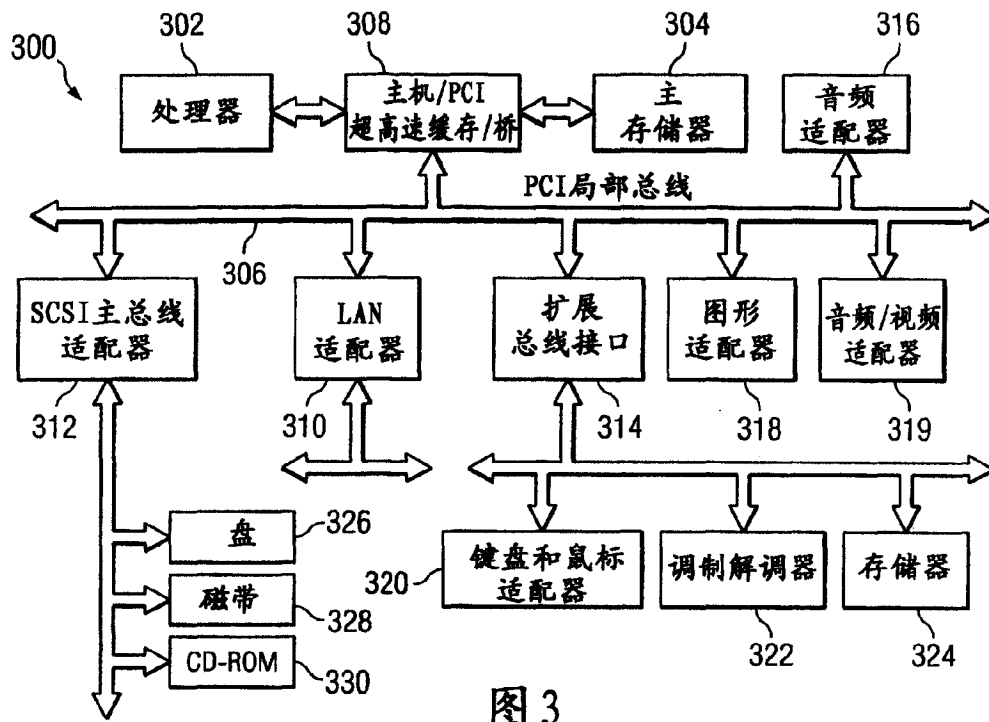 302
308
304
316
300
处理器
主机/PCI
超高速缓存/桥
主
存储器
音频
适配器
PCI局部总线
306
SCSI主总线
适配器
LAN
适配器
扩展
总线接口
图形
适配器
音频/视频
适配器
312
310
314
318
319
盘
326
磁带
328
CD-ROM
330
320
键盘和鼠标
适配器
调制解调器
存储器
322
324
图3